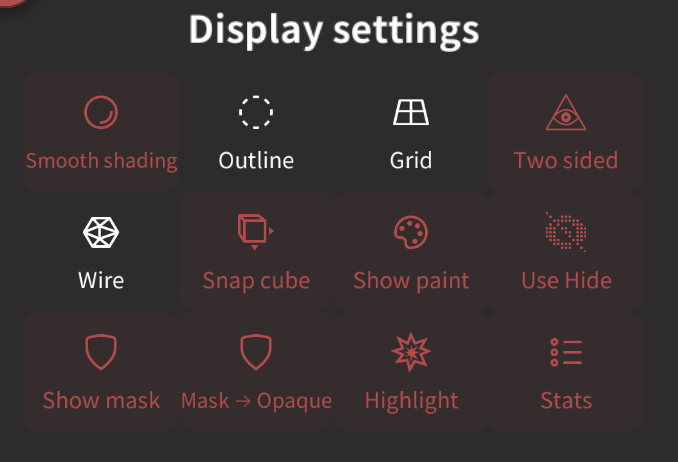 Display settings
Smooth shading
Outline
Grid
Two sided
Wire
Snap cube
Show paint
Use Hide
Show mask
Mask → Opaque
Highlight
Stats